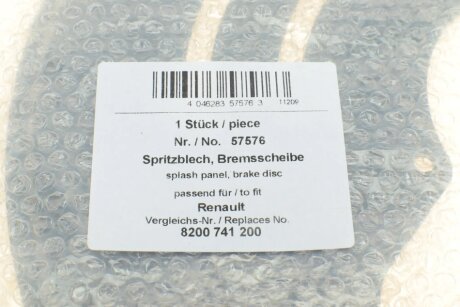 4 046283 57576 3 11209
1 Stück / piece
Nr. / No. 57576
Spritzblech, Bremsscheibe
splash panel, brake disc
passend für / to fit
Renault
Vergleichs-Nr. / Replaces No.
8200 741 200